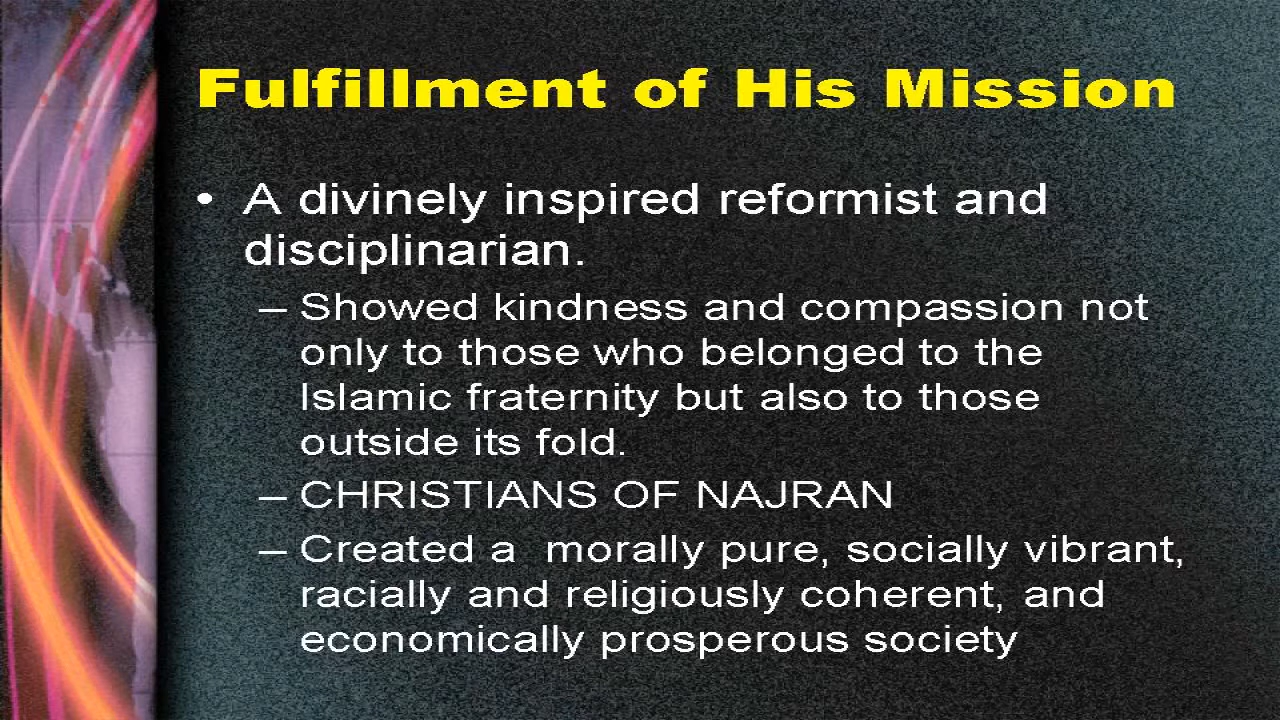 Fulfillment of His Mission
• A divinely inspired reformist and
disciplinarian.
– Showed kindness and compassion not
only to those who belonged to the
Islamic fraternity but also to those
outside its fold.
– CHRISTIANS OF NAJRAN
– Created a  morally pure, socially vibrant,
racially and religiously coherent, and
economically prosperous society